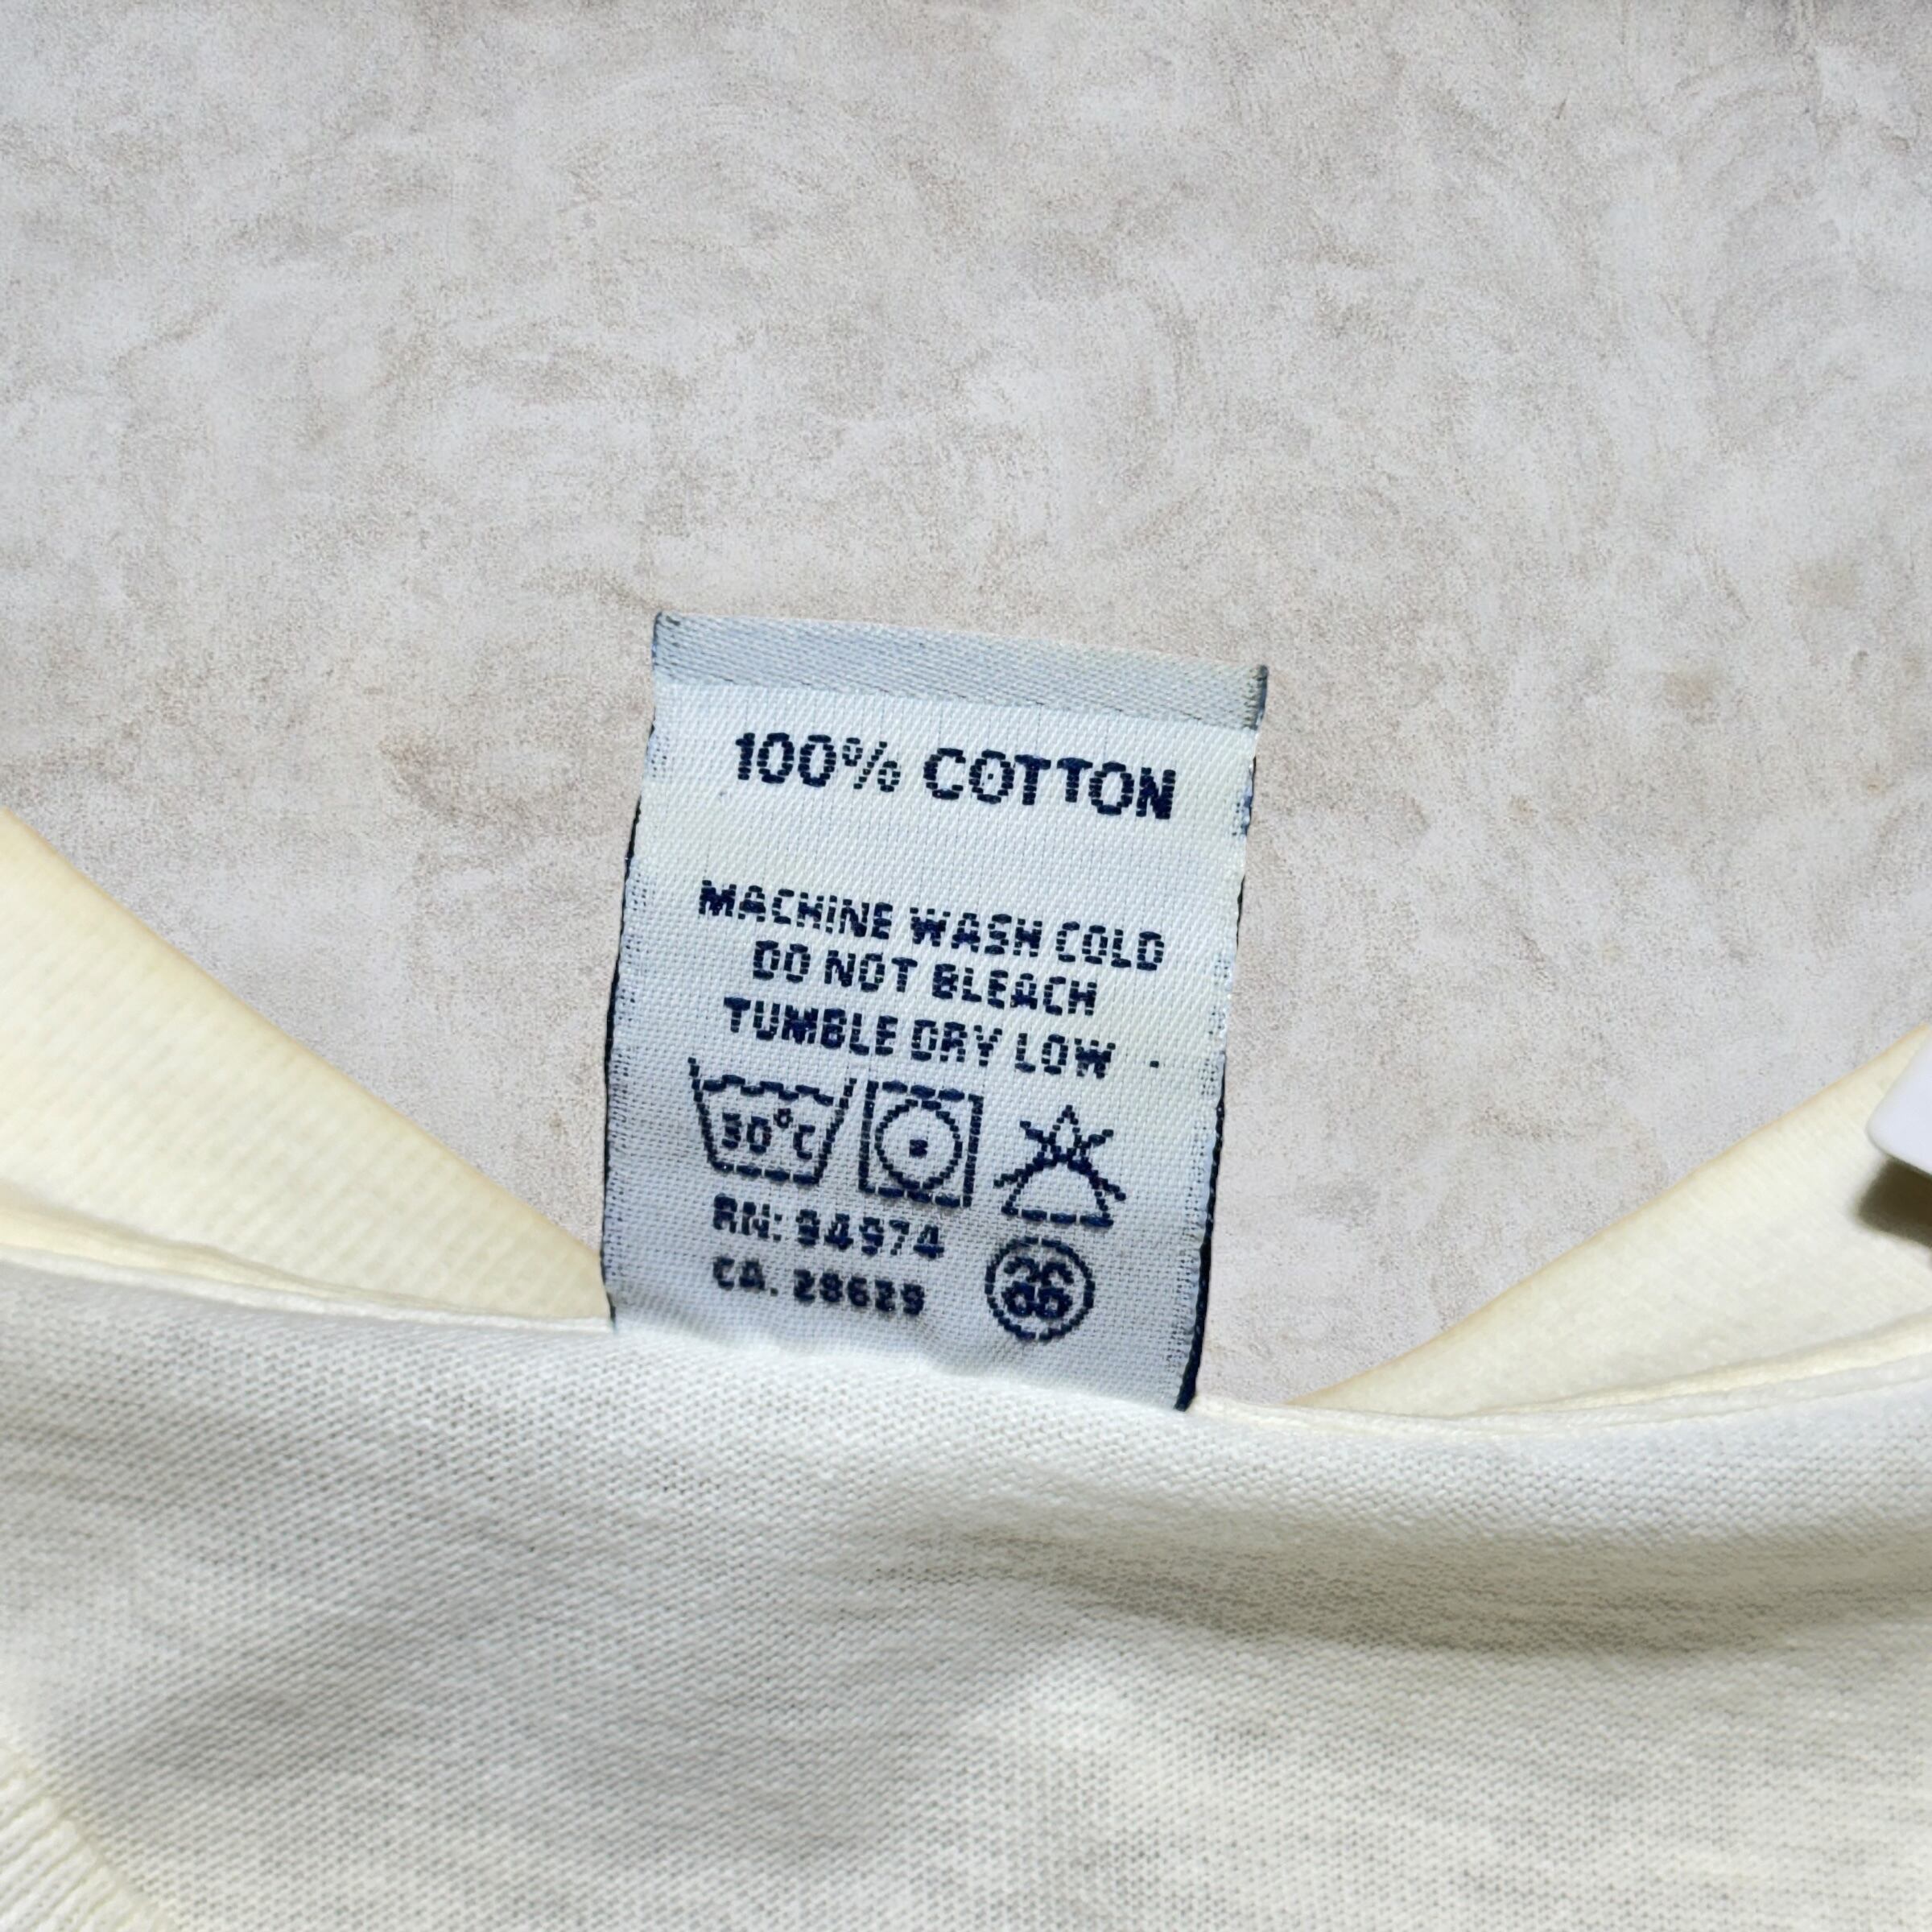 100% COTTON
MACHINE WASH COLD
DO NOT BLEACH
TUMBLE DRY LOW
30°C
RN: 94974
CA. 28629